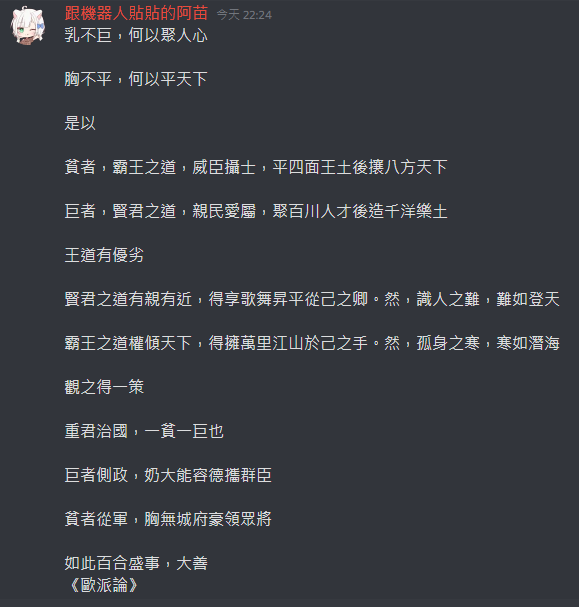 跟機器人貼貼的阿苗 今天 22:24
乳不巨，何以聚人心
胸不平，何以平天下
是以
貧者，霸王之道，威臣攝士，平四面王土後攘八方天下
巨者，賢君之道，親民愛屬，聚百川人才後造千洋樂土
王道有優劣
賢君之道有親有近，得享歌舞昇平從己之卿。然，識人之難，難如登天
霸王之道權傾天下，得擁萬里江山於己之手。然，孤身之寒，寒如潛海
觀之得一策
重君治國，一貧一巨也
巨者側政，奶大能容德攜群臣
貧者從軍，胸無城府豪領眾將
如此百合盛事，大善
《歐派論》